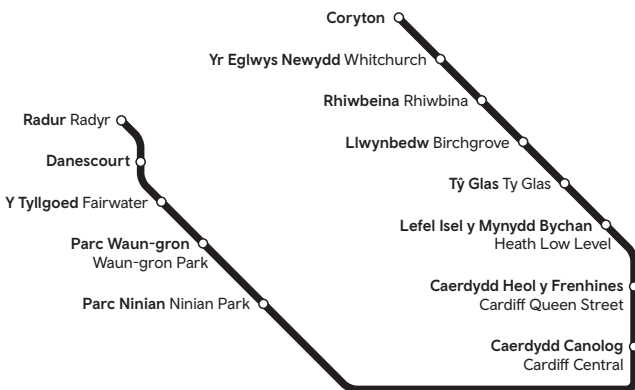 Coryton
Yr Eglwys Newydd Whitchurch
Rhiwbeina Rhiwbina
Radur Radyr
Llwynbedw Birchgrove
Danescourt
Tŷ Glas Ty Glas
Y Tyllgoed Fairwater
Lefel Isel y Mynydd Bychan
Heath Low Level
Parc Waun-gron
Waun-gron Park
Caerdydd Heol y Frenhines
Cardiff Queen Street
Parc Ninian Ninian Park
Caerdydd Canolog
Cardiff Central